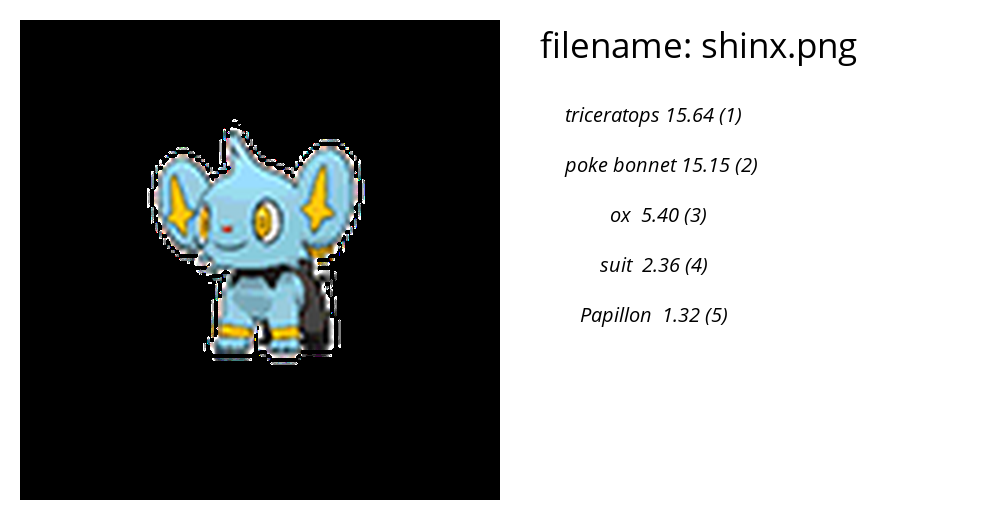 filename: shinx.png
triceratops 15.64 (1)
poke bonnet 15.15 (2)
ox 5.40 (3)
suit 2.36 (4)
Papillon 1.32 (5)